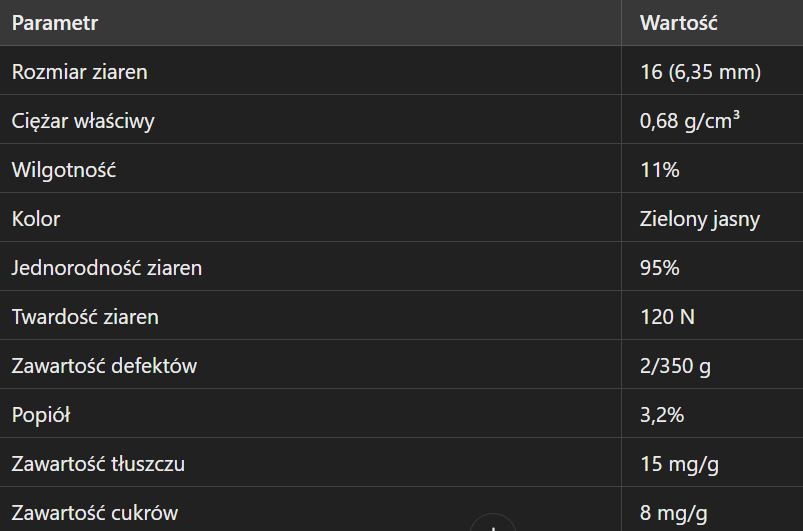 Parametr Wartość
Rozmiar ziaren 16 (6,35 mm)
Ciężar właściwy 0,68 g/cm³
Wilgotność 11%
Kolor Zielony jasny
Jednorodność ziaren 95%
Twardość ziaren 120 N
Zawartość defektów 2/350 g
Popiół 3,2%
Zawartość tłuszczu 15 mg/g
Zawartość cukrów 8 mg/g